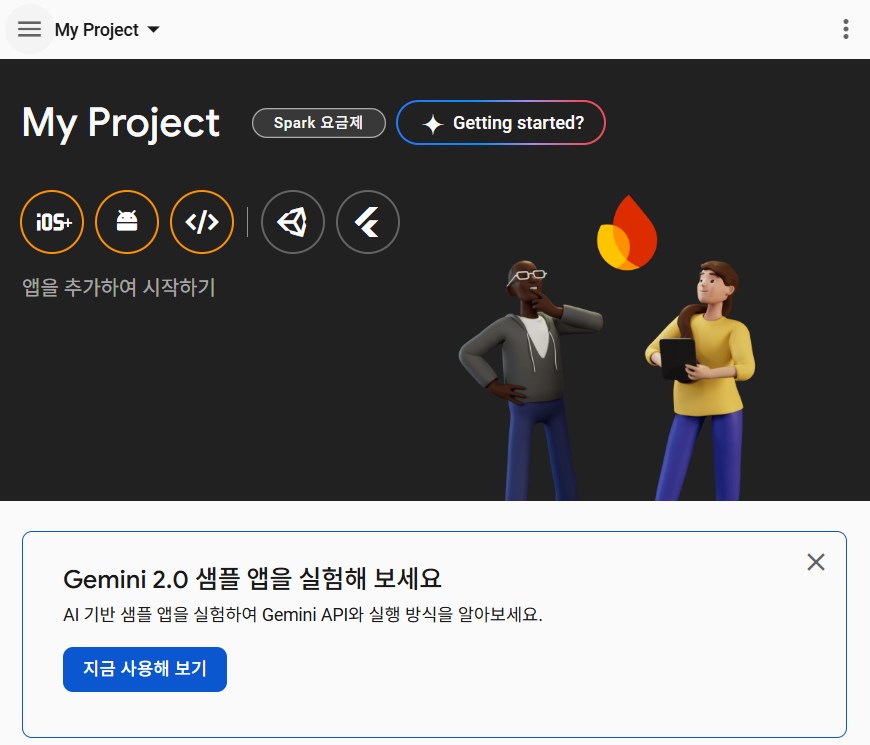 My Project
My Project
Spark 요금제
Getting started?
iOS+
앱을 추가하여 시작하기
Gemini 2.0 샘플 앱을 실험해 보세요
AI 기반 샘플 앱을 실험하여 Gemini API와 실행 방식을 알아보세요.
지금 사용해 보기